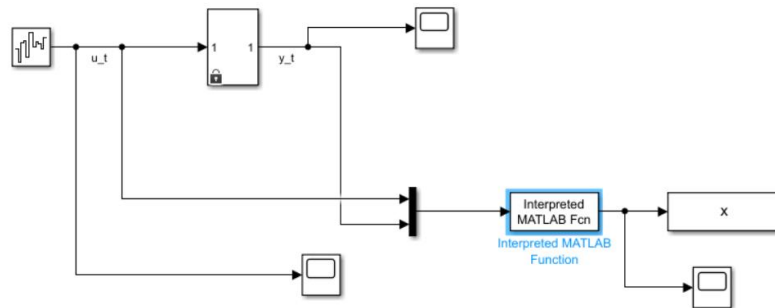 1
1
u_t
y_t
Interpreted
MATLAB Fcn
x
Interpreted MATLAB
Function